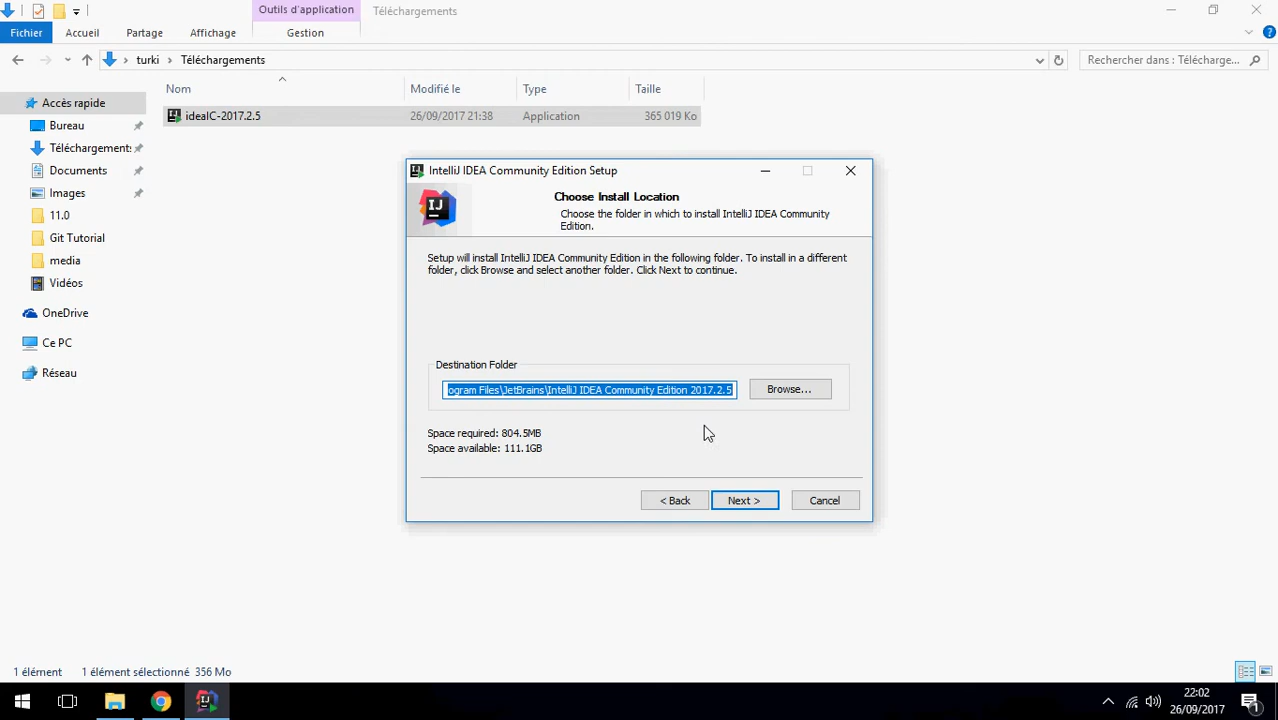 Outils d'application
Téléchargements
Fichier
Accueil
Partage
Affichage
Gestion
turki
Téléchargements
Rechercher dans : Télécharge...
Nom
Modifié le
Type
Taille
ideaIC-2017.2.5
26/09/2017 21:38
Application
365 019 Ko
Accès rapide
Bureau
Téléchargements
Documents
Images
11.0
Git Tutorial
media
Vidéos
OneDrive
Ce PC
Réseau
IntelliJ IDEA Community Edition Setup
IJ
Choose Install Location
Choose the folder in which to install IntelliJ IDEA Community
Edition.
Setup will install IntelliJ IDEA Community Edition in the following folder. To install in a different
folder, click Browse and select another folder. Click Next to continue.
Destination Folder
ogram Files\JetBrains\IntelliJ IDEA Community Edition 2017.2.5
Browse...
Space required: 804.5MB
Space available: 111.1GB
< Back
Next >
Cancel
1 élément
1 élément sélectionné 356 Mo
22:02
26/09/2017
1